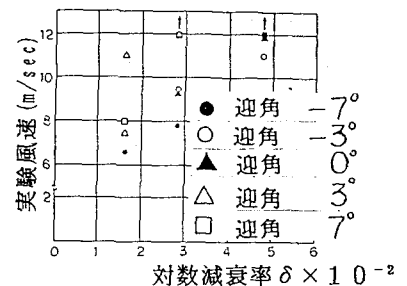 実験風速(m/sec)
12
10
8
6
2
● 迎角 -7°
○ 迎角 -3°
▲ 迎角 0°
△ 迎角 3°
□ 迎角 7°
0 1 2 3 4 5 6
対数減衰率δ×10⁻²